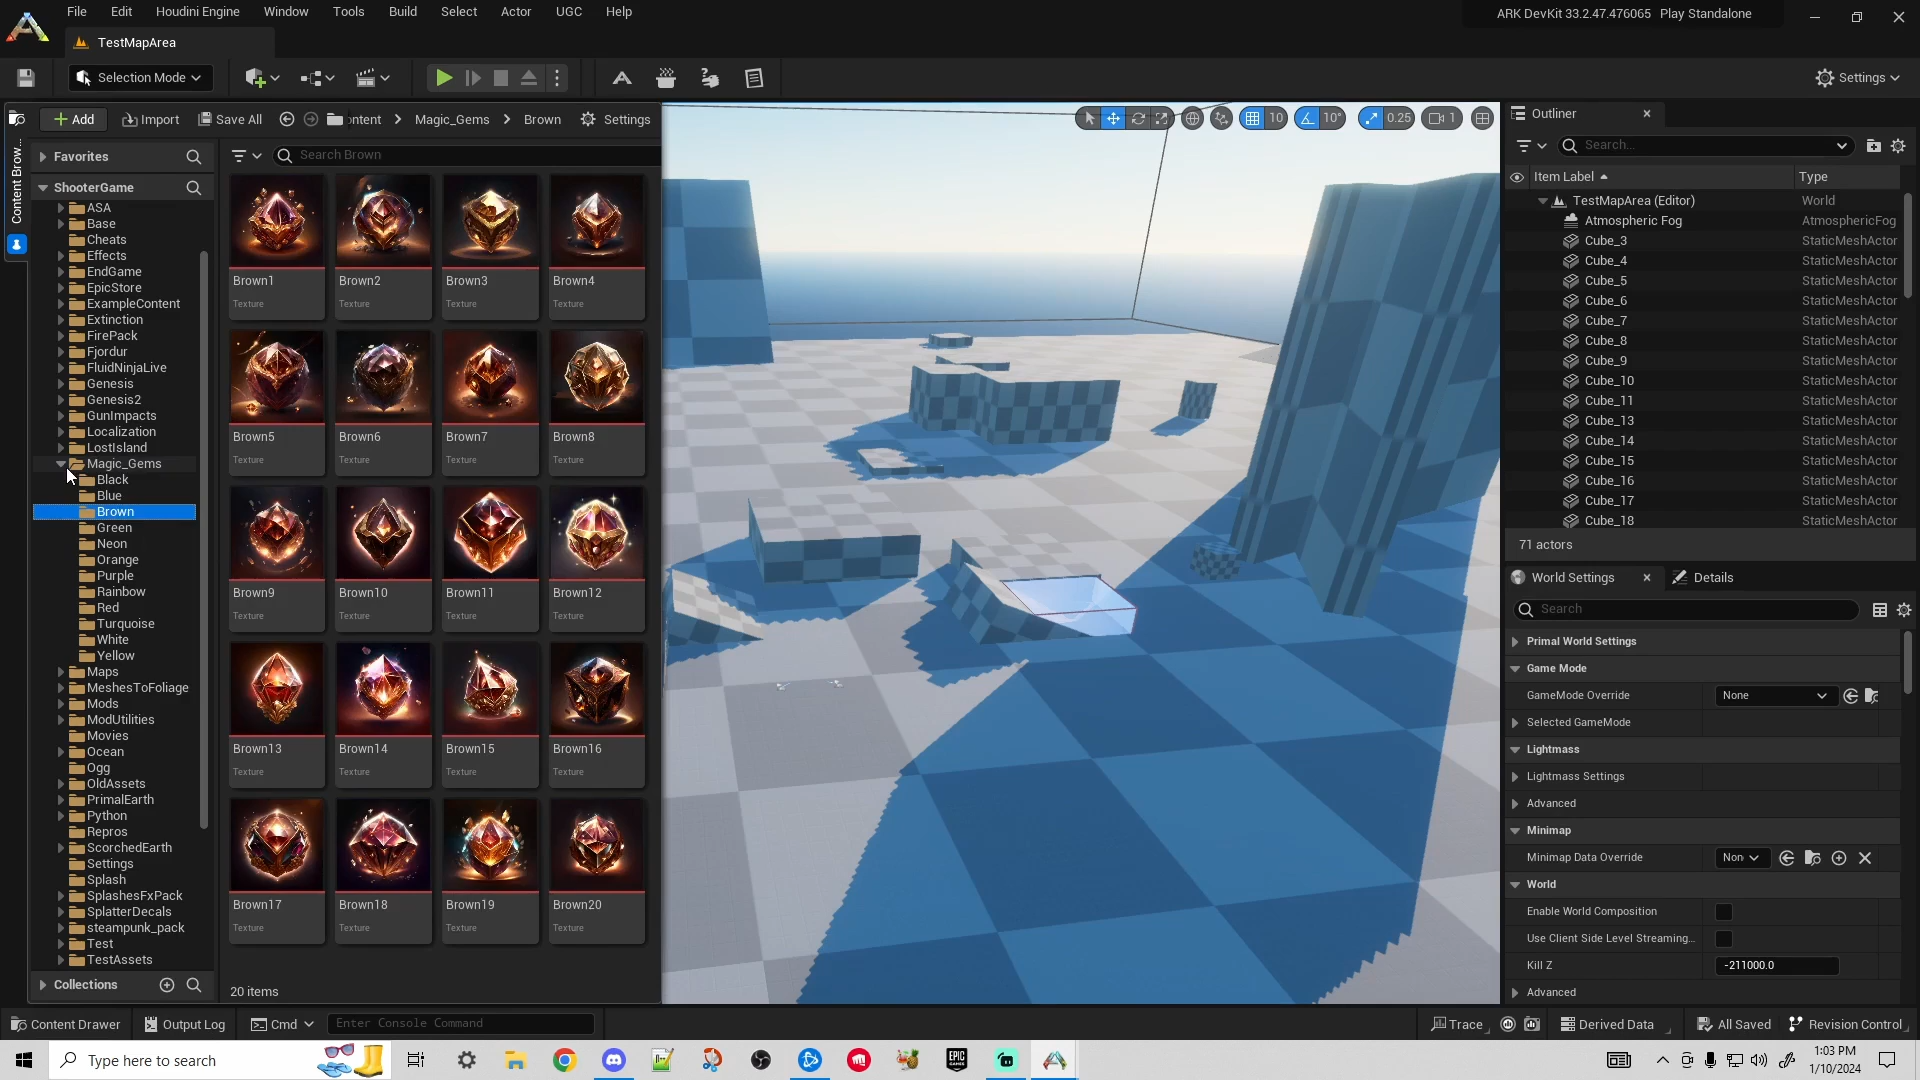 File Edit Houdini Engine Window Tools Build Select Actor UGC Help
ARK DevKit 33.2.47.476065 Play Standalone
TestMapArea
Selection Mode
Settings
Content Brow...
Add Import Save All ntent Magic_Gems Brown Settings
Favorites
Search Brown
ShooterGame
ASA
Base
Cheats
Effects
EndGame
EpicStore
ExampleContent
Extinction
FirePack
Fjordur
FluidNinjaLive
Genesis
Genesis2
GunImpacts
Localization
LostIsland
Magic_Gems
Black
Blue
Brown
Green
Neon
Orange
Purple
Rainbow
Red
Turquoise
White
Yellow
Maps
MeshesToFoliage
Mods
ModUtilities
Movies
Ocean
Ogg
OldAssets
PrimalEarth
Python
Repros
ScorchedEarth
Settings
Splash
SplashesFxPack
SplatterDecals
steampunk_pack
Test
TestAssets
Collections
Brown1 Brown2 Brown3 Brown4
Texture Texture Texture Texture
Brown5 Brown6 Brown7 Brown8
Texture Texture Texture Texture
Brown9 Brown10 Brown11 Brown12
Texture Texture Texture Texture
Brown13 Brown14 Brown15 Brown16
Texture Texture Texture Texture
Brown17 Brown18 Brown19 Brown20
Texture Texture Texture Texture
20 items
10 10° 0.25 1
Outliner
Search...
Item Label Type
TestMapArea (Editor) World
Atmospheric Fog AtmosphericFog
Cube_3 StaticMeshActor
Cube_4 StaticMeshActor
Cube_5 StaticMeshActor
Cube_6 StaticMeshActor
Cube_7 StaticMeshActor
Cube_8 StaticMeshActor
Cube_9 StaticMeshActor
Cube_10 StaticMeshActor
Cube_11 StaticMeshActor
Cube_13 StaticMeshActor
Cube_14 StaticMeshActor
Cube_15 StaticMeshActor
Cube_16 StaticMeshActor
Cube_17 StaticMeshActor
Cube_18 StaticMeshActor
71 actors
World Settings Details
Search
Primal World Settings
Game Mode
GameMode Override None
Selected GameMode
Lightmass
Lightmass Settings
Advanced
Minimap
Minimap Data Override Non
World
Enable World Composition
Use Client Side Level Streaming...
Kill Z -211000.0
Advanced
Content Drawer Output Log Cmd Enter Console Command
Trace Derived Data All Saved Revision Control
Type here to search
EPIC GAMES
1:03 PM
1/10/2024